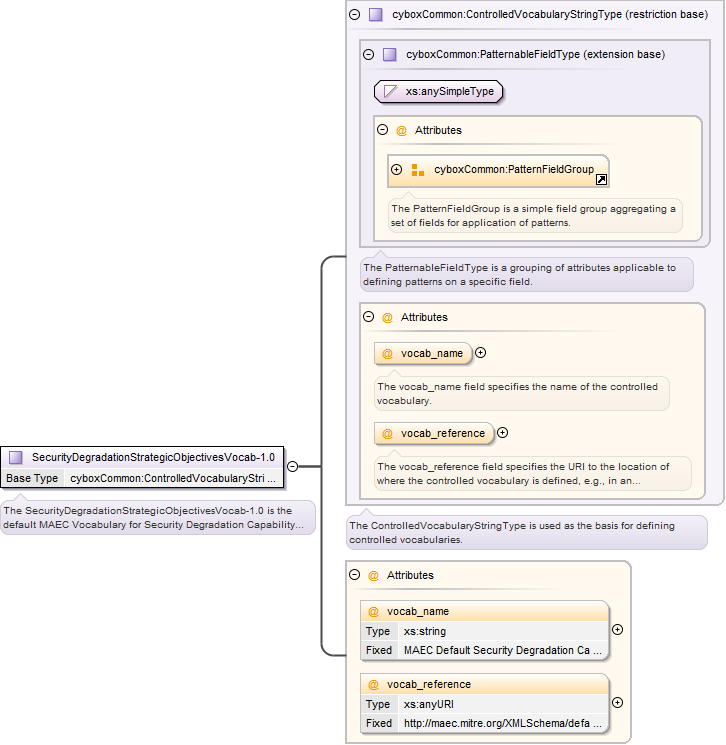 cyboxCommon:ControlledVocabularyStringType (restriction base)
cyboxCommon:PatternableFieldType (extension base)
xs:anySimpleType
@ Attributes
cyboxCommon:PatternFieldGroup
The PatternFieldGroup is a simple field group aggregating a
set of fields for application of patterns.
The PatternableFieldType is a grouping of attributes applicable to
defining patterns on a specific field.
@ Attributes
@ vocab_name
The vocab_name field specifies the name of the controlled
vocabulary.
@ vocab_reference
The vocab_reference field specifies the URI to the location of
where the controlled vocabulary is defined, e.g., in an...
The ControlledVocabularyStringType is used as the basis for defining
controlled vocabularies.
SecurityDegradationStrategicObjectivesVocab-1.0
Base Type cyboxCommon:ControlledVocabularyStri ...
The SecurityDegradationStrategicObjectivesVocab-1.0 is the
default MAEC Vocabulary for Security Degradation Capability...
@ Attributes
@ vocab_name
Type xs:string
Fixed MAEC Default Security Degradation Ca ...
@ vocab_reference
Type xs:anyURI
Fixed http://maec.mitre.org/XMLSchema/defa ...